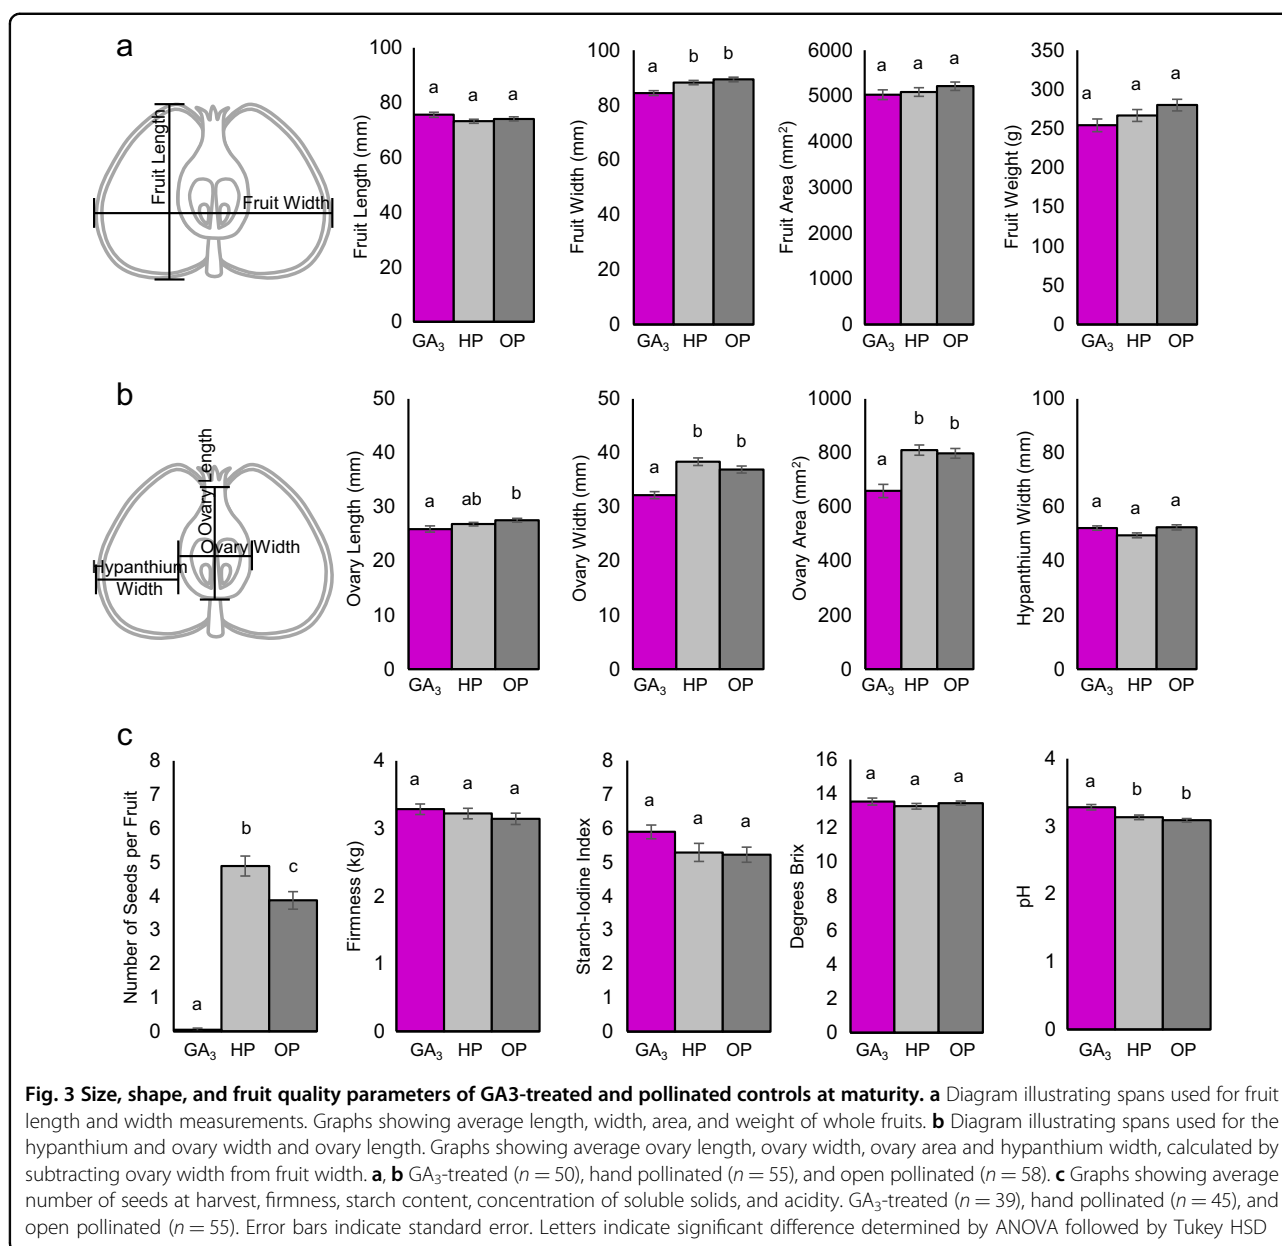 a
Fruit Length
Fruit Width
Fruit Length (mm)
100
80
60
40
20
0
a a a
GA3 HP OP
Fruit Width (mm)
100
80
60
40
20
0
a b b
GA3 HP OP
Fruit Area (mm2)
6000
5000
4000
3000
2000
1000
0
a a a
GA3 HP OP
Fruit Weight (g)
350
300
250
200
150
100
50
0
a a a
GA3 HP OP
b
Ovary Length
Ovary Width
Hypanthium
Width
Ovary Length (mm)
50
40
30
20
10
0
a ab b
GA3 HP OP
Ovary Width (mm)
50
40
30
20
10
0
a b b
GA3 HP OP
Ovary Area (mm2)
1000
800
600
400
200
0
a b b
GA3 HP OP
Hypanthium Width (mm)
100
80
60
40
20
0
a a a
GA3 HP OP
c
Number of Seeds per Fruit
8
7
6
5
4
3
2
1
0
a b c
GA3 HP OP
Firmness (kg)
4
3
2
1
0
a a a
GA3 HP OP
Starch-Iodine Index
8
7
6
5
4
3
2
1
0
a a a
GA3 HP OP
Degrees Brix
16
14
12
10
8
6
4
2
0
a a a
GA3 HP OP
pH
4
3
2
1
0
a b b
GA3 HP OP
Fig. 3 Size, shape, and fruit quality parameters of GA3-treated and pollinated controls at maturity. a Diagram illustrating spans used for fruit
length and width measurements. Graphs showing average length, width, area, and weight of whole fruits. b Diagram illustrating spans used for the
hypanthium and ovary width and ovary length. Graphs showing average ovary length, ovary width, ovary area and hypanthium width, calculated by
subtracting ovary width from fruit width. a, b GA3-treated (n = 50), hand pollinated (n = 55), and open pollinated (n = 58). c Graphs showing average
number of seeds at harvest, firmness, starch content, concentration of soluble solids, and acidity. GA3-treated (n = 39), hand pollinated (n = 45), and
open pollinated (n = 55). Error bars indicate standard error. Letters indicate significant difference determined by ANOVA followed by Tukey HSD